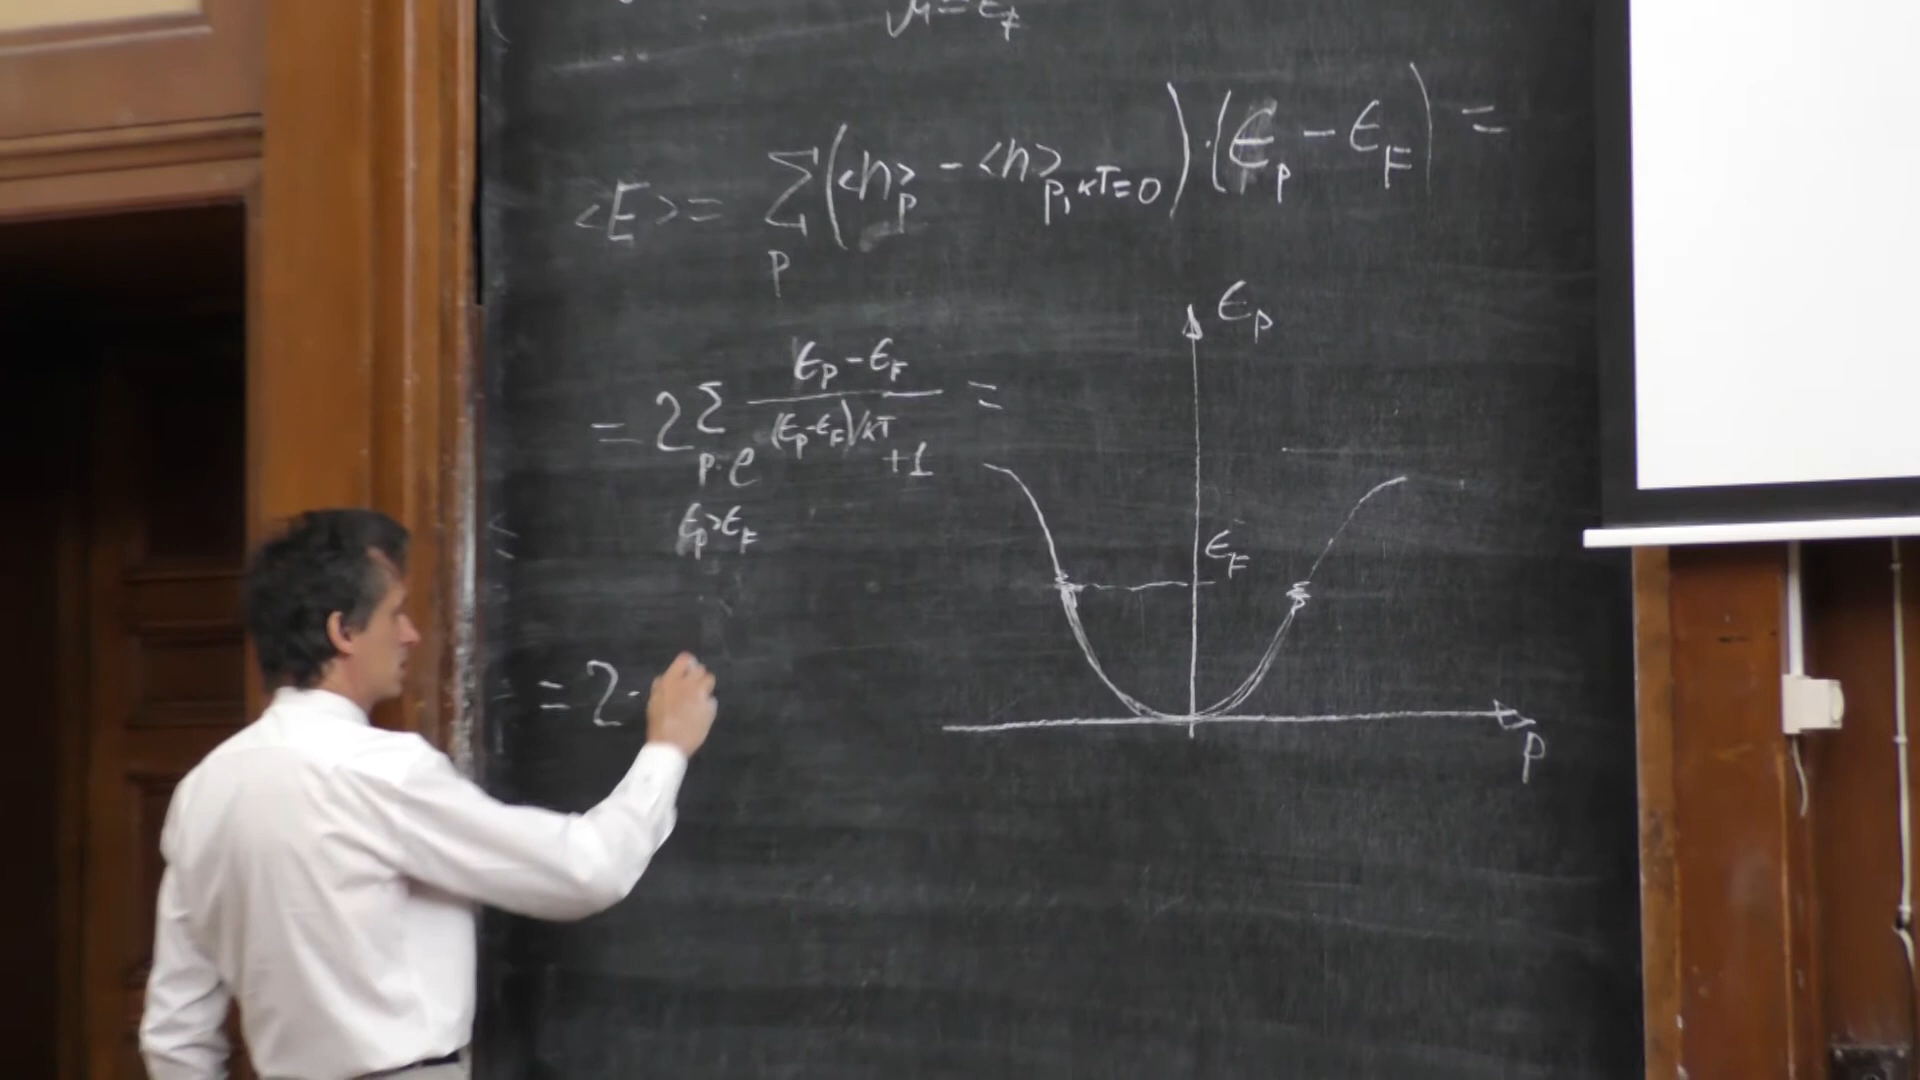 μ = ϵ_F
<E> = Σ_p (<n>_p - <n>_{p, kT=0}) · (ϵ_p - ϵ_F) =
= 2 Σ_{p: ϵ_p>ϵ_F} (ϵ_p - ϵ_F) / (e^{(ϵ_p-ϵ_F)/kT} + 1) =
ϵ_p
ϵ_F
p
= 2 ·